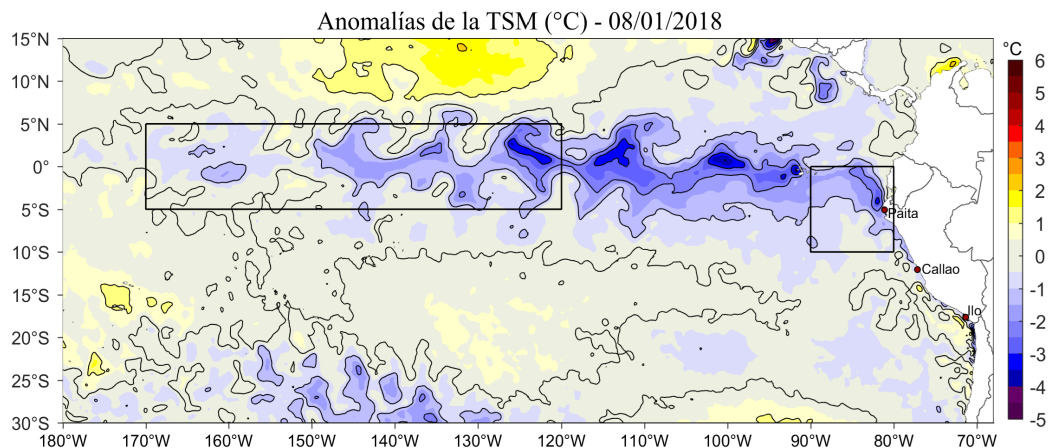 Anomalías de la TSM (°C) - 08/01/2018
°C
15°N
10°N
5°N
0°
5°S
10°S
15°S
20°S
25°S
30°S
180°W
170°W
160°W
150°W
140°W
130°W
120°W
110°W
100°W
90°W
80°W
70°W
Paita
Callao
Ilo
6
5
4
3
2
1
0
-1
-2
-3
-4
-5